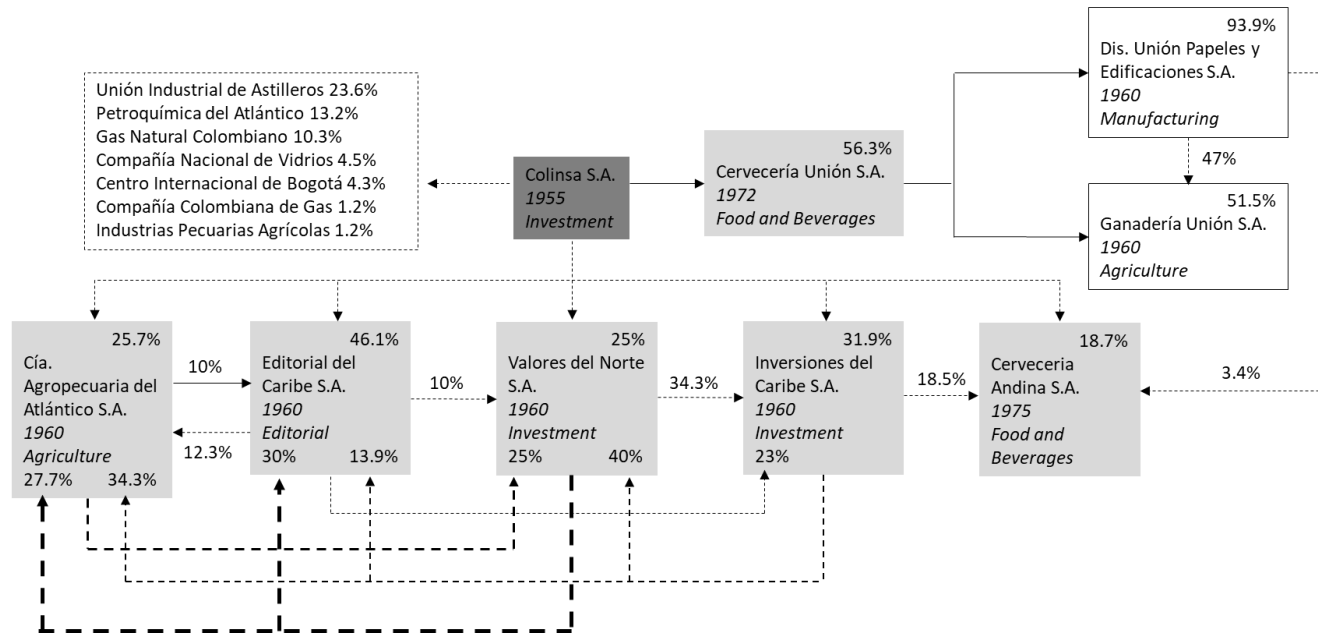 93.9%
Dis. Unión Papeles y
Edificaciones S.A.
1960
Manufacturing
Unión Industrial de Astilleros 23.6%
Petroquímica del Atlántico 13.2%
Gas Natural Colombiano 10.3%
Compañía Nacional de Vidrios 4.5%
Centro Internacional de Bogotá 4.3%
Compañía Colombiana de Gas 1.2%
Industrias Pecuarias Agrícolas 1.2%
Colinsa S.A.
1955
Investment
56.3%
Cervecería Unión S.A.
1972
Food and Beverages
47%
51.5%
Ganadería Unión S.A.
1960
Agriculture
25.7%
Cía.
Agropecuaria del
Atlántico S.A.
1960
Agriculture
27.7% 34.3%
10%
12.3%
46.1%
Editorial del
Caribe S.A.
1960
Editorial
30% 13.9%
10%
25%
Valores del Norte
S.A.
1960
Investment
25% 40%
34.3%
31.9%
Inversiones del
Caribe S.A.
1960
Investment
23%
18.5%
18.7%
Cerveceria
Andina S.A.
1975
Food and
Beverages
3.4%